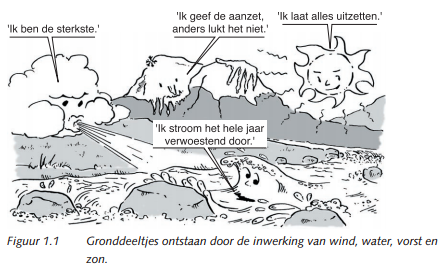 'Ik ben de sterkste.'
'Ik geef de aanzet,
anders lukt het niet.'
'Ik laat alles uitzetten.'
'Ik stroom het hele jaar
verwoestend door.'
Figuur 1.1 Gronddeeltjes ontstaan door de inwerking van wind, water, vorst en
zon.